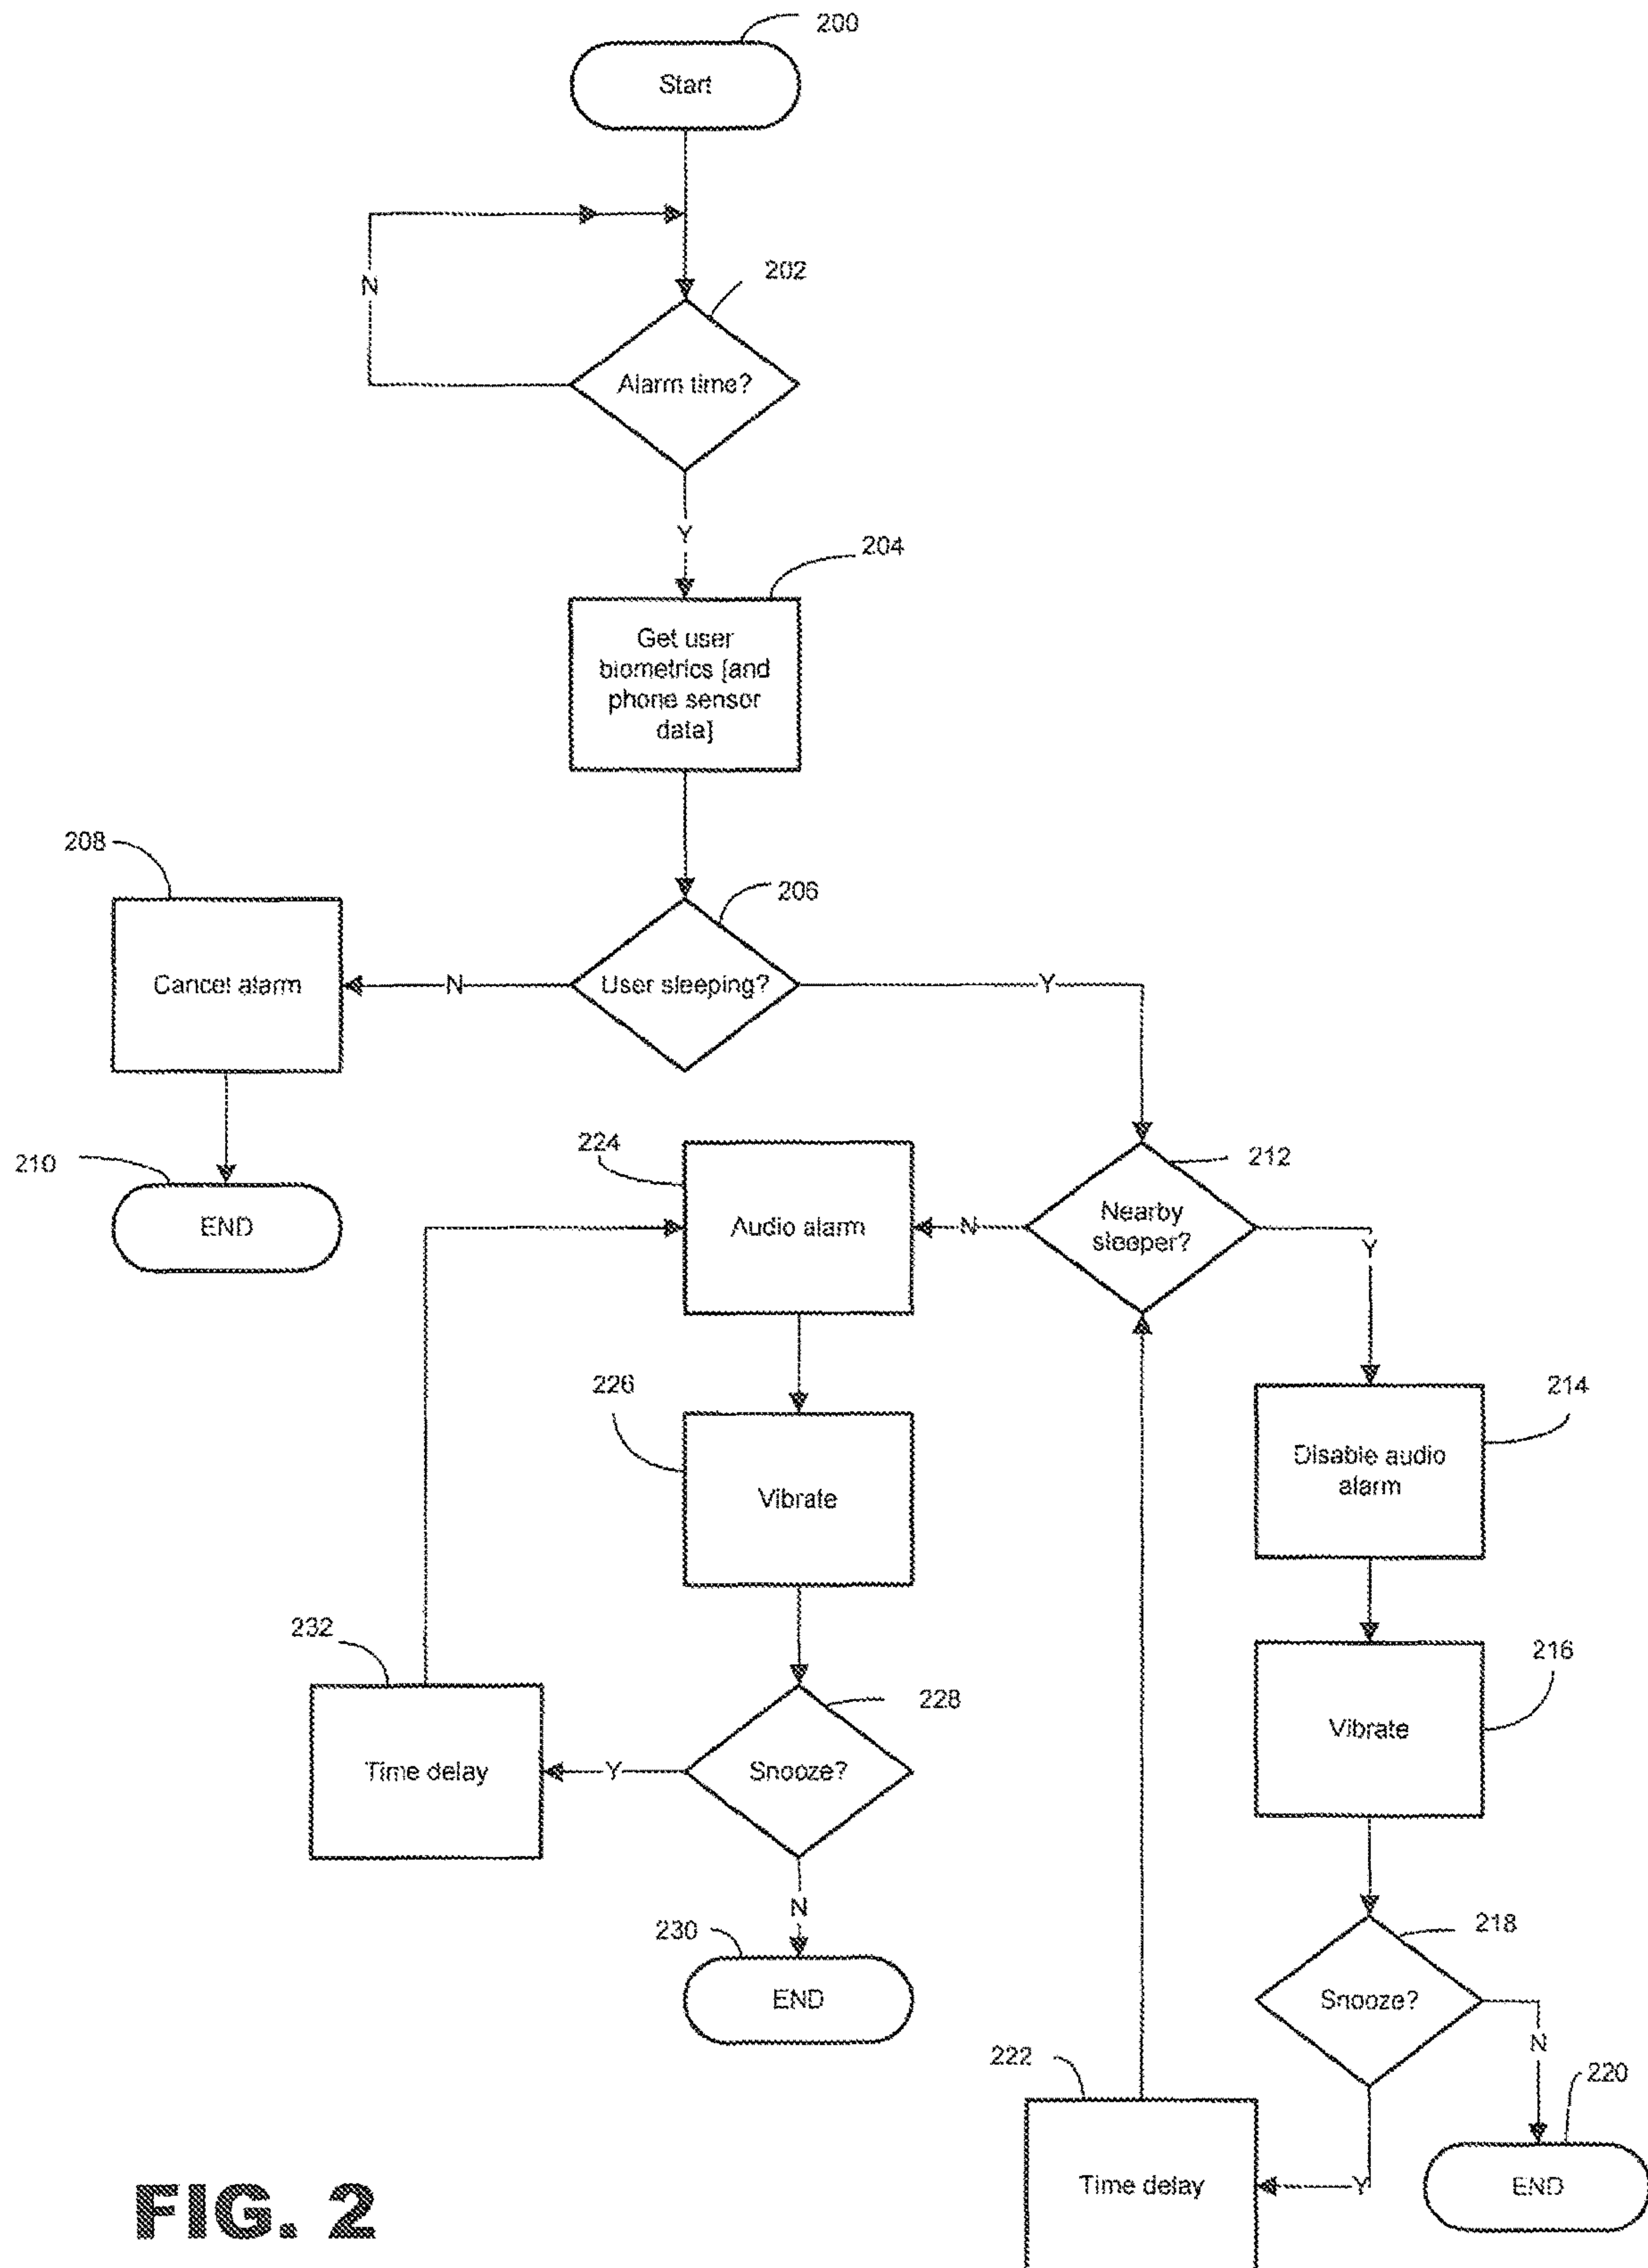 200
Start
N
202
Alarm time?
Y
204
Get user
biometrics [and
phone sensor
data]
208
206
Cancel alarm
N
User sleeping?
Y
224
212
210
END
Audio alarm
N
Nearby
sleeper?
Y
226
214
Vibrate
Disable audio
alarm
232
216
228
Time delay
Y
Snooze?
Vibrate
N
230
218
END
Snooze?
N
222
220
Time delay
Y
END
FIG. 2